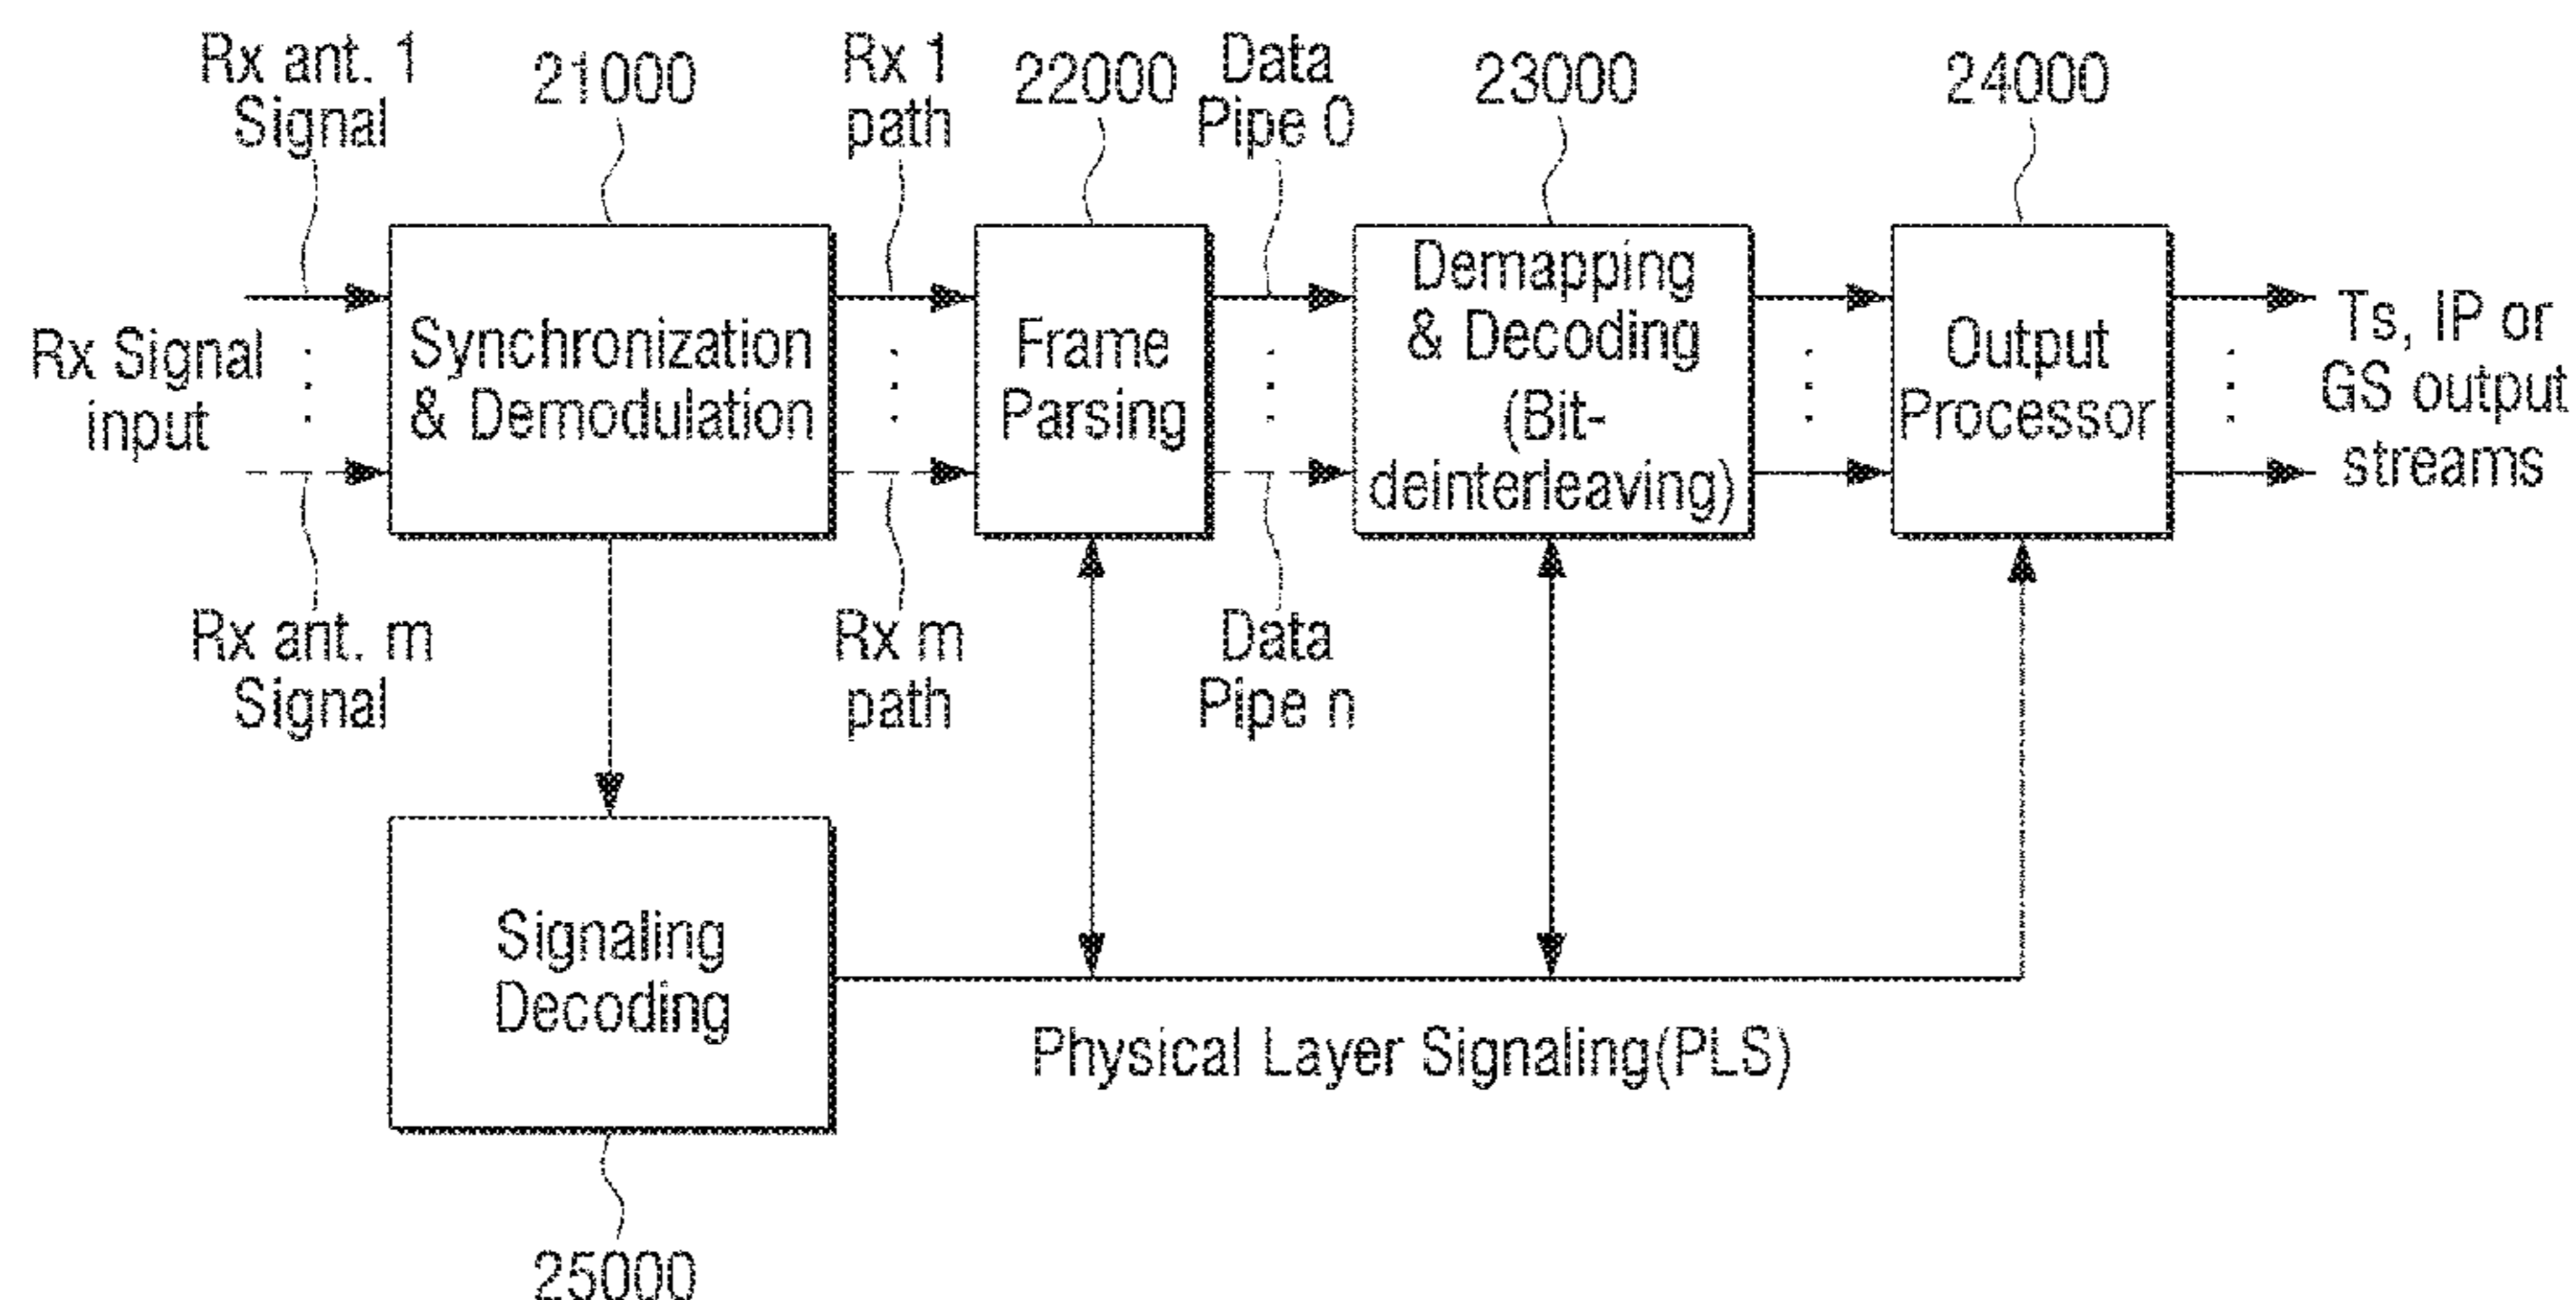 Rx ant. 1
Signal
21000
Rx 1
path
22000
Data
Pipe 0
23000
24000
Rx Signal
input
Synchronization
& Demodulation
Frame
Parsing
Demapping
& Decoding
(Bit-
deinterleaving)
Output
Processor
Ts, IP or
GS output
streams
Rx ant. m
Signal
Rx m
path
Data
Pipe n
Signaling
Decoding
Physical Layer Signaling(PLS)
25000